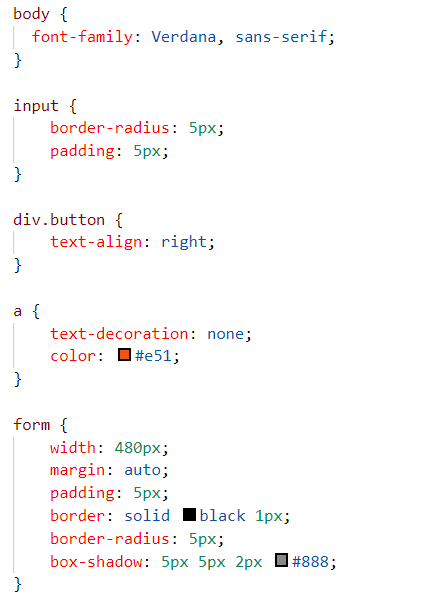 body {
  font-family: Verdana, sans-serif;
}

input {
    border-radius: 5px;
    padding: 5px;
}

div.button {
    text-align: right;
}

a {
    text-decoration: none;
    color: #e51;
}

form {
    width: 480px;
    margin: auto;
    padding: 5px;
    border: solid black 1px;
    border-radius: 5px;
    box-shadow: 5px 5px 2px #888;
}